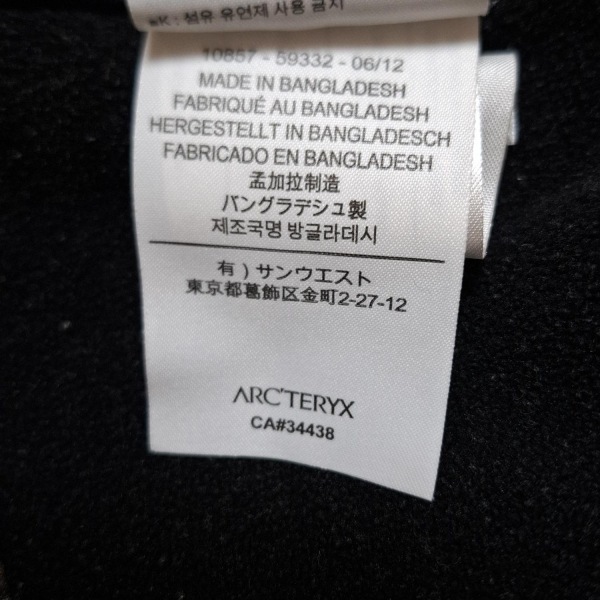 *K : 섬유 유연제 사용 금지
10857 - 59332 - 06/12
MADE IN BANGLADESH
FABRIQUÉ AU BANGLADESH
HERGESTELLT IN BANGLADESCH
FABRICADO EN BANGLADESH
孟加拉制造
バングラデシュ製
제조국명 방글라데시
有）サンウエスト
東京都葛飾区金町2-27-12
ARC'TERYX
CA#34438